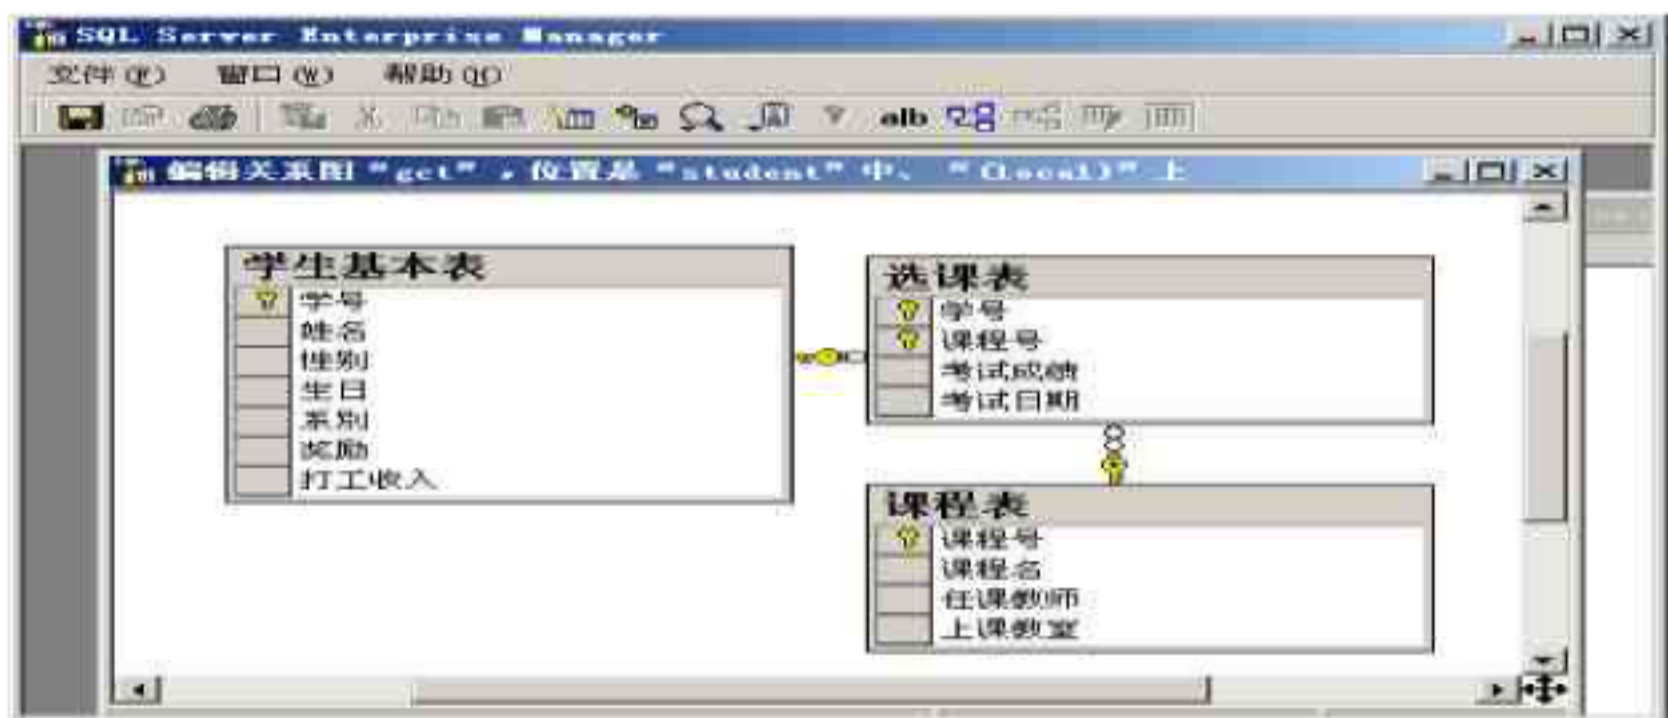 SQL Server Enterprise Manager
文件(F) 窗口(W) 帮助(H)
alb
编辑关系图“get”，位置是“student”中、“(Local)”上
学生基本表
学号
姓名
性别
生日
系别
奖励
打工收入
选课表
学号
课程号
考试成绩
考试日期
课程表
课程号
课程名
任课教师
上课教室